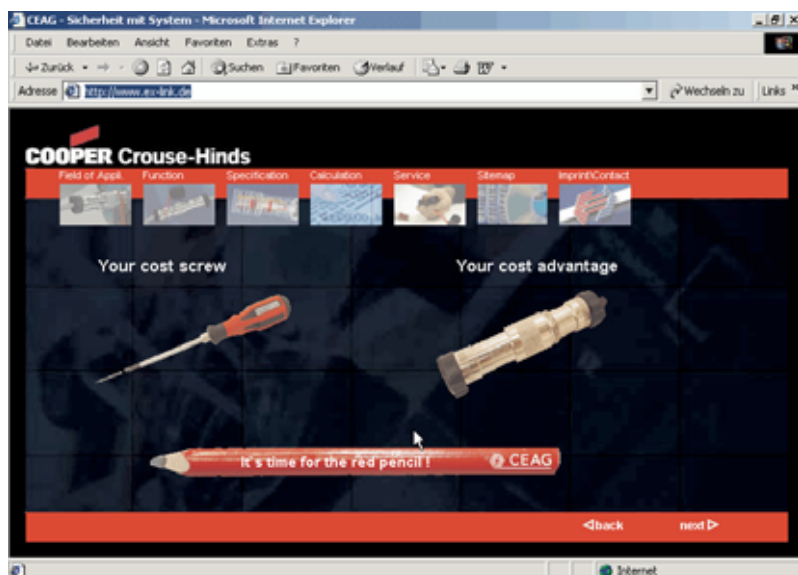 CEAG - Sicherheit mit System - Microsoft Internet Explorer
Datei Bearbeiten Ansicht Favoriten Extras ?
Zurück Suchen Favoriten Verlauf
Adresse http://www.ex-link.de Wechseln zu Links »
COOPER Crouse-Hinds
Field of Appl. Function Specification Calculation Service Sitemap Imprint\Contact
Your cost screw Your cost advantage
It's time for the red pencil ! CEAG
back next
Internet